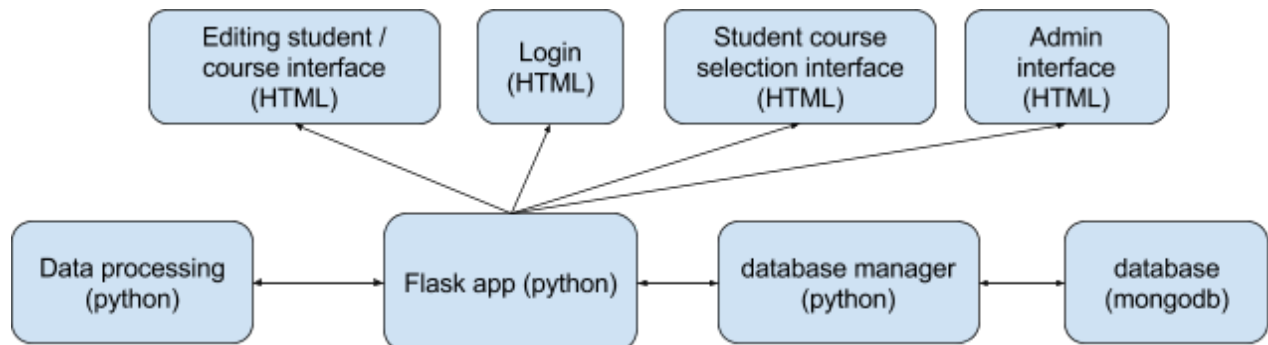 Editing student /
course interface
(HTML)
Login
(HTML)
Student course
selection interface
(HTML)
Admin
interface
(HTML)
Data processing
(python)
Flask app (python)
database manager
(python)
database
(mongodb)